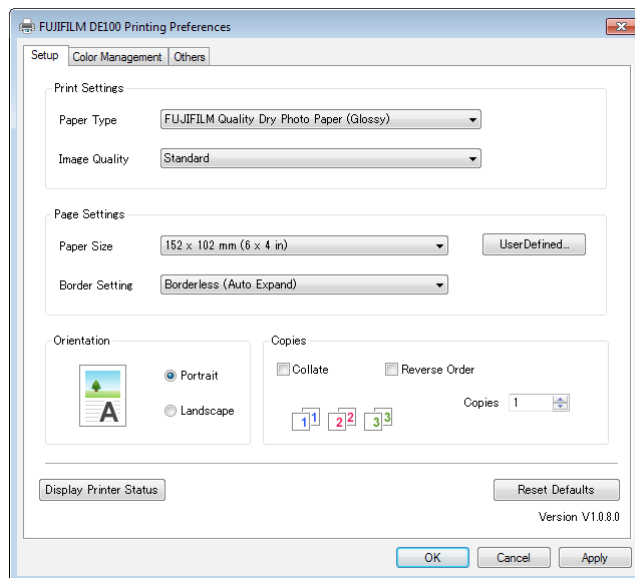 FUJIFILM DE100 Printing Preferences
Setup Color Management Others
Print Settings
Paper Type FUJIFILM Quality Dry Photo Paper (Glossy)
Image Quality Standard
Page Settings
Paper Size 152 x 102 mm (6 x 4 in) UserDefined...
Border Setting Borderless (Auto Expand)
Orientation Copies
Collate Reverse Order
Portrait
A
Landscape
Copies 1
1 1 2 2 3 3
Display Printer Status Reset Defaults
Version V1.0.8.0
OK Cancel Apply